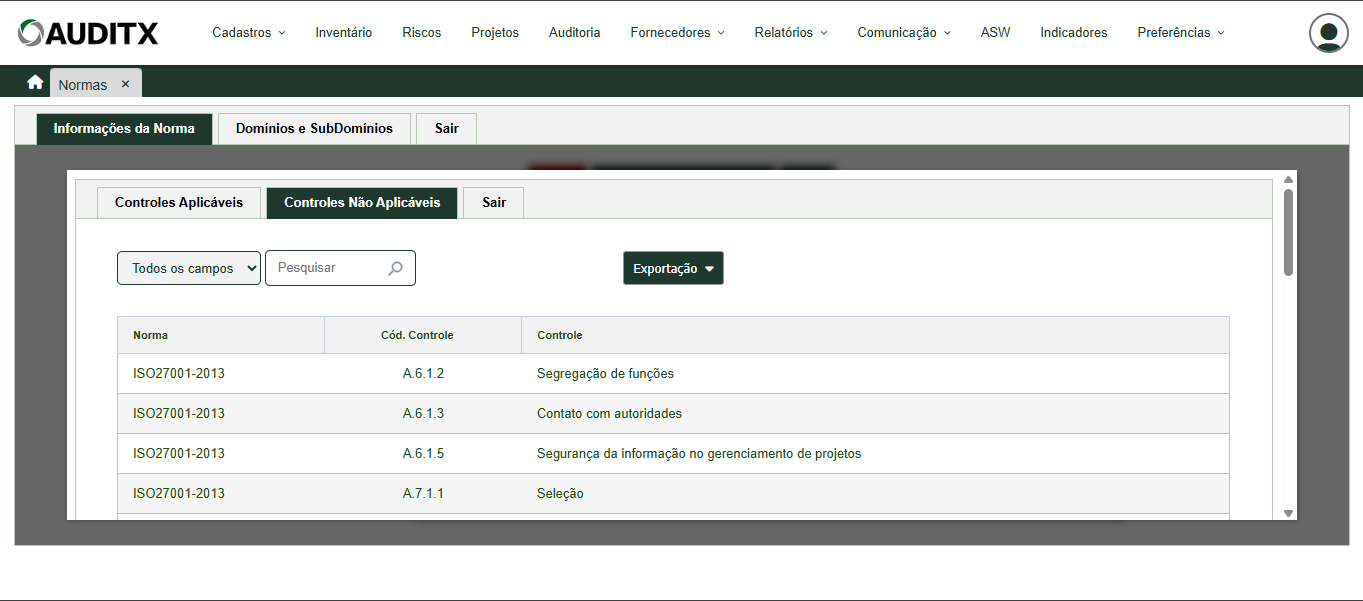 AUDITX
Cadastros Inventário Riscos Projetos Auditoria Fornecedores Relatórios Comunicação ASW Indicadores Preferências
Normas ×
Informações da Norma Domínios e SubDomínios Sair
Controles Aplicáveis Controles Não Aplicáveis Sair
Todos os campos Pesquisar Exportação
Norma Cód. Controle Controle
ISO27001-2013 A.6.1.2 Segregação de funções
ISO27001-2013 A.6.1.3 Contato com autoridades
ISO27001-2013 A.6.1.5 Segurança da informação no gerenciamento de projetos
ISO27001-2013 A.7.1.1 Seleção